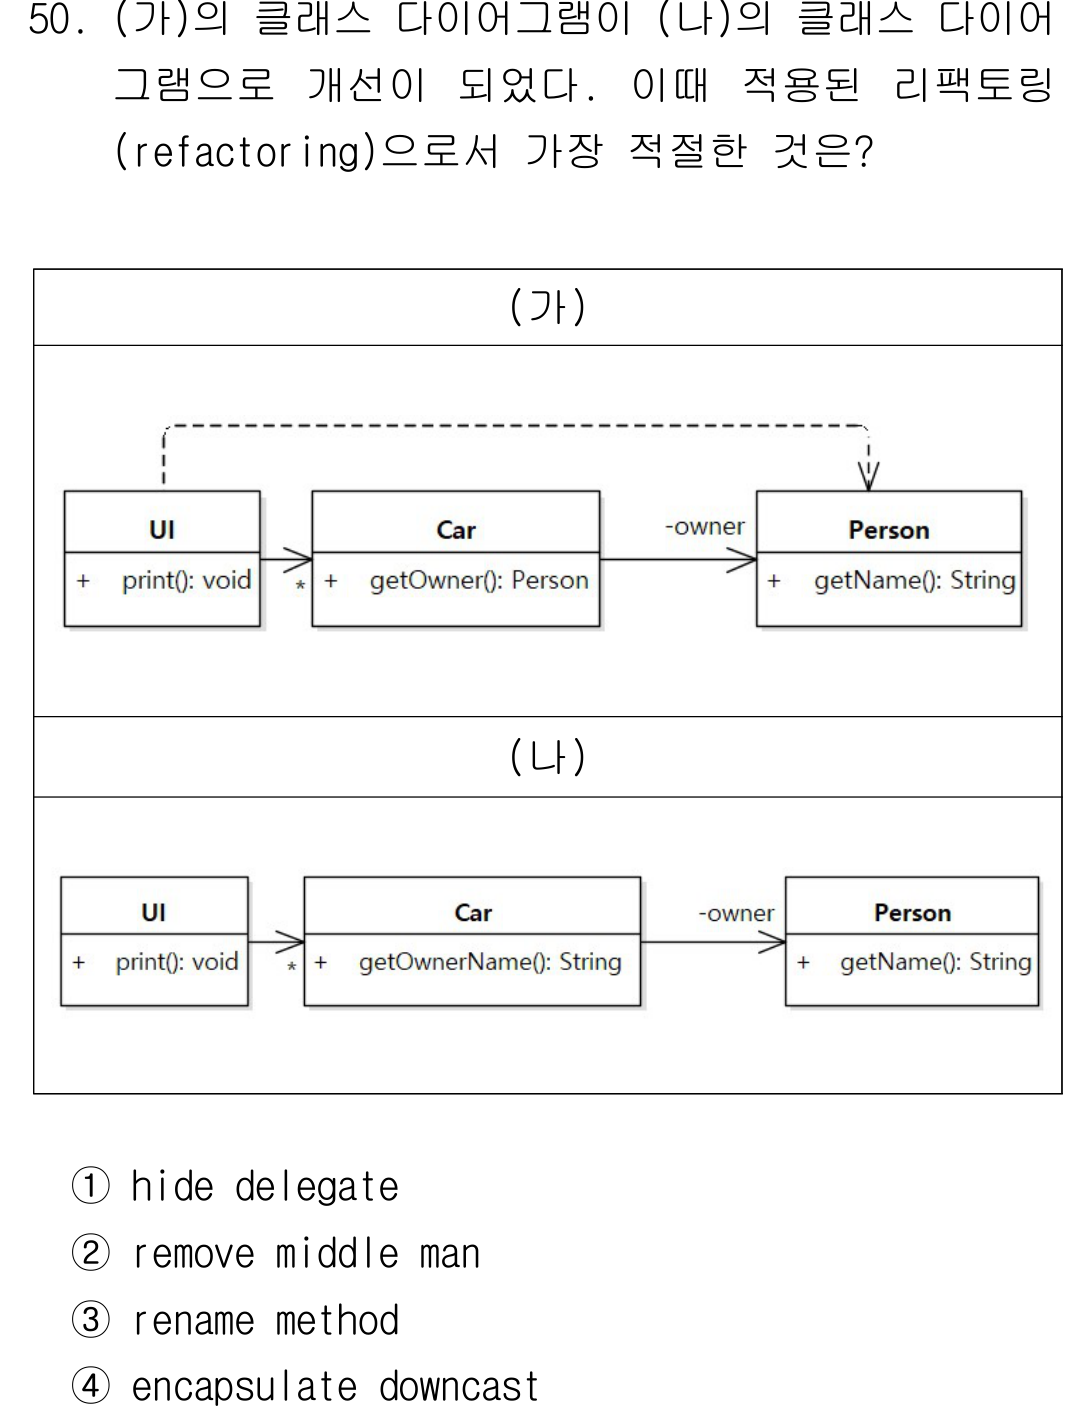 50. (가)의 클래스 다이어그램이 (나)의 클래스 다이어
그램으로 개선이 되었다. 이때 적용된 리팩토링
(refactoring)으로서 가장 적절한 것은?
(가)
UI
+ print(): void
*
Car
+ getOwner(): Person
-owner
Person
+ getName(): String
(나)
UI
+ print(): void
*
Car
+ getOwnerName(): String
-owner
Person
+ getName(): String
① hide delegate
② remove middle man
③ rename method
④ encapsulate downcast